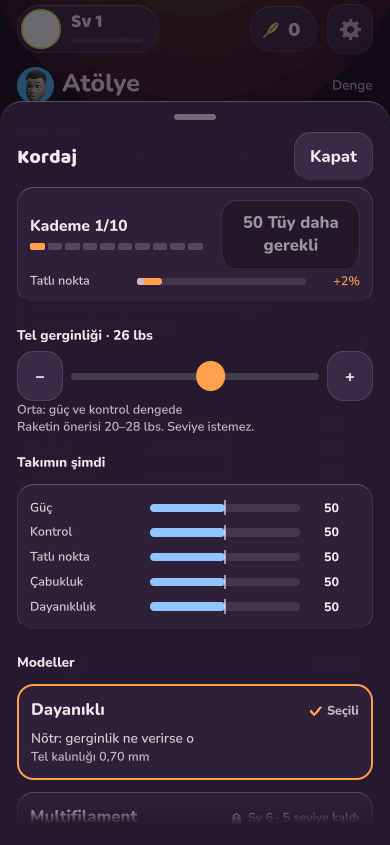 Sv 1
0
Atölye
Denge
Kordaj
Kapat
Kademe 1/10
50 Tüy daha
gerekli
Tatlı nokta
+2%
Tel gerginliği · 26 lbs
−
+
Orta: güç ve kontrol dengede
Raketin önerisi 20–28 lbs. Seviye istemez.
Takımın şimdi
Güç
50
Kontrol
50
Tatlı nokta
50
Çabukluk
50
Dayanıklılık
50
Modeller
Dayanıklı
Seçili
Nötr: gerginlik ne verirse o
Tel kalınlığı 0,70 mm
Multifilament
Sv 6 · 5 seviye kaldı